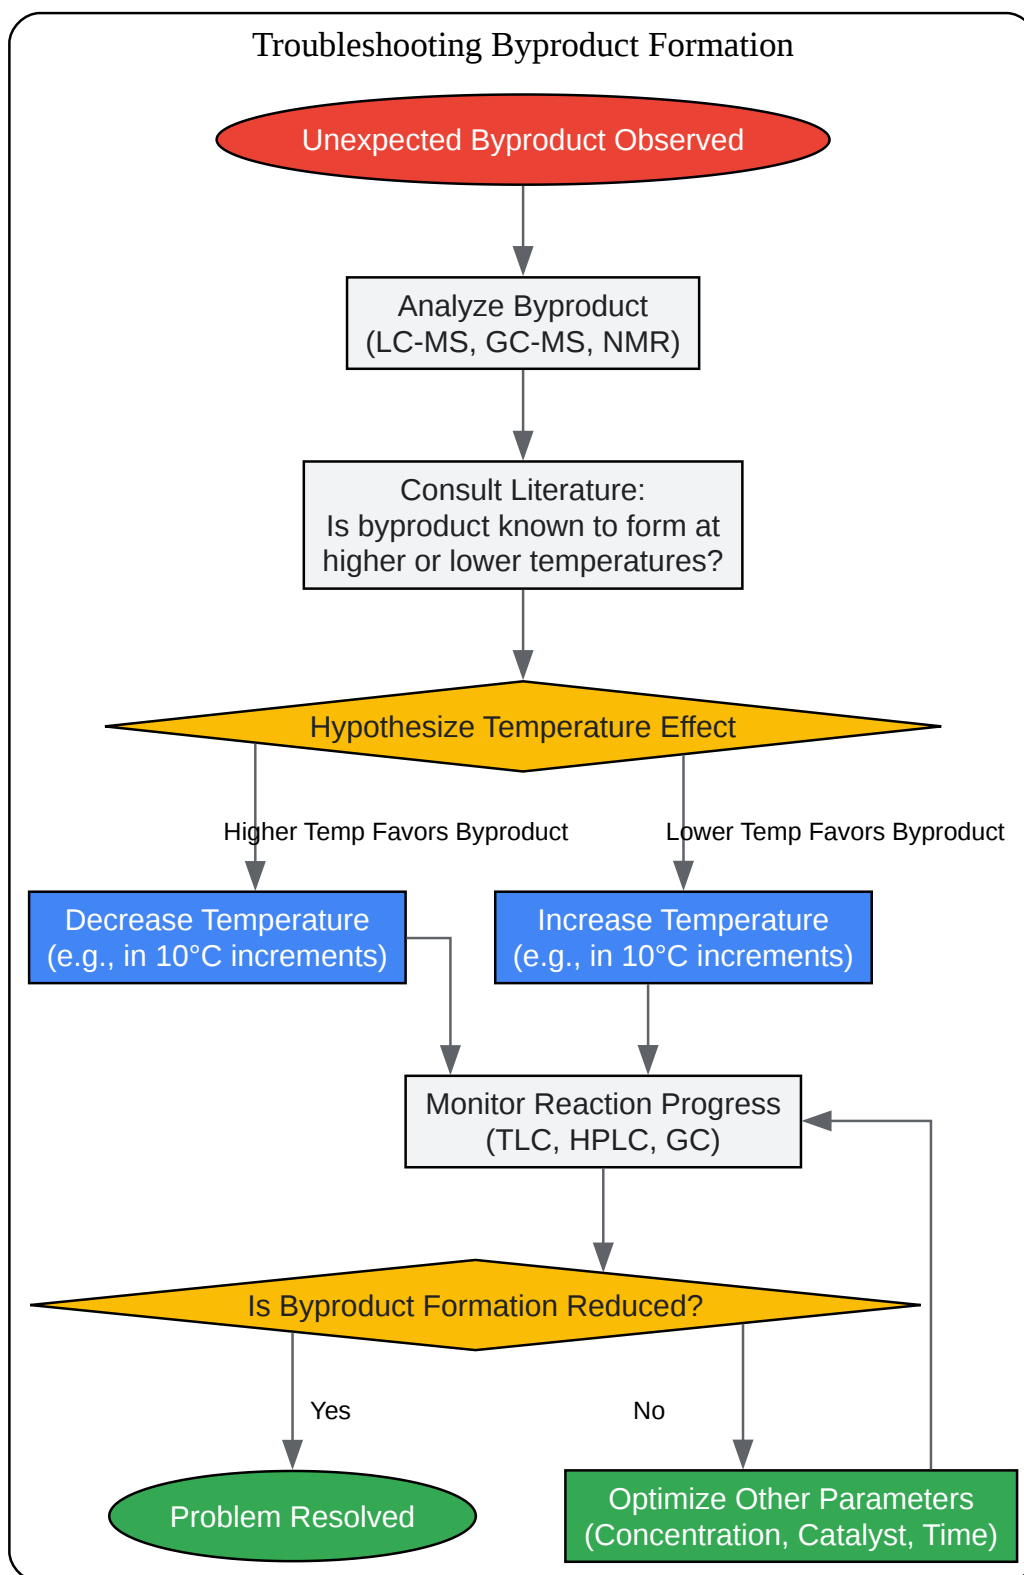 Troubleshooting Byproduct Formation
Unexpected Byproduct Observed
Analyze Byproduct
(LC-MS, GC-MS, NMR)
Consult Literature:
Is byproduct known to form at
higher or lower temperatures?
Hypothesize Temperature Effect
Higher Temp Favors Byproduct
Lower Temp Favors Byproduct
Decrease Temperature
(e.g., in 10°C increments)
Increase Temperature
(e.g., in 10°C increments)
Monitor Reaction Progress
(TLC, HPLC, GC)
Is Byproduct Formation Reduced?
Yes
No
Problem Resolved
Optimize Other Parameters
(Concentration, Catalyst, Time)